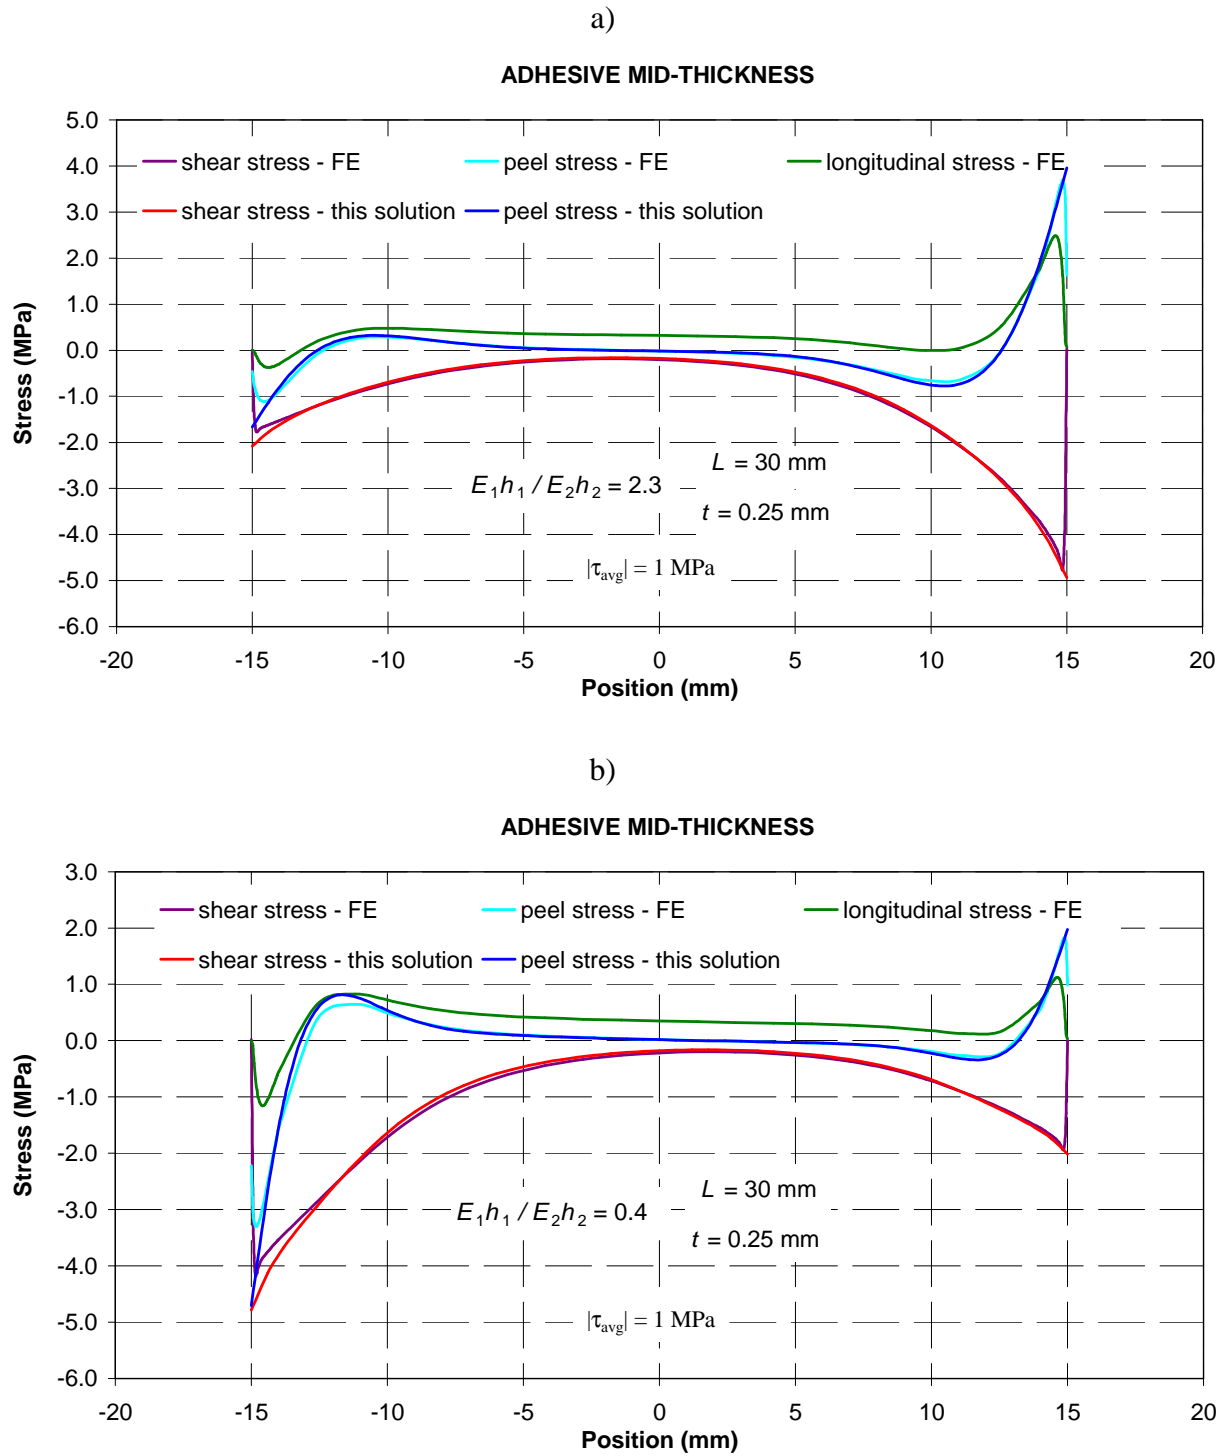 a)
ADHESIVE MID-THICKNESS
5.0
4.0
3.0
2.0
1.0
0.0
-1.0
-2.0
-3.0
-4.0
-5.0
-6.0
Stress (MPa)
shear stress - FE
peel stress - FE
longitudinal stress - FE
shear stress - this solution
peel stress - this solution
E1h1 / E2h2 = 2.3
L = 30 mm
t = 0.25 mm
|τavg| = 1 MPa
-20 -15 -10 -5 0 5 10 15 20
Position (mm)
b)
ADHESIVE MID-THICKNESS
3.0
2.0
1.0
0.0
-1.0
-2.0
-3.0
-4.0
-5.0
-6.0
Stress (MPa)
shear stress - FE
peel stress - FE
longitudinal stress - FE
shear stress - this solution
peel stress - this solution
E1h1 / E2h2 = 0.4
L = 30 mm
t = 0.25 mm
|τavg| = 1 MPa
-20 -15 -10 -5 0 5 10 15 20
Position (mm)